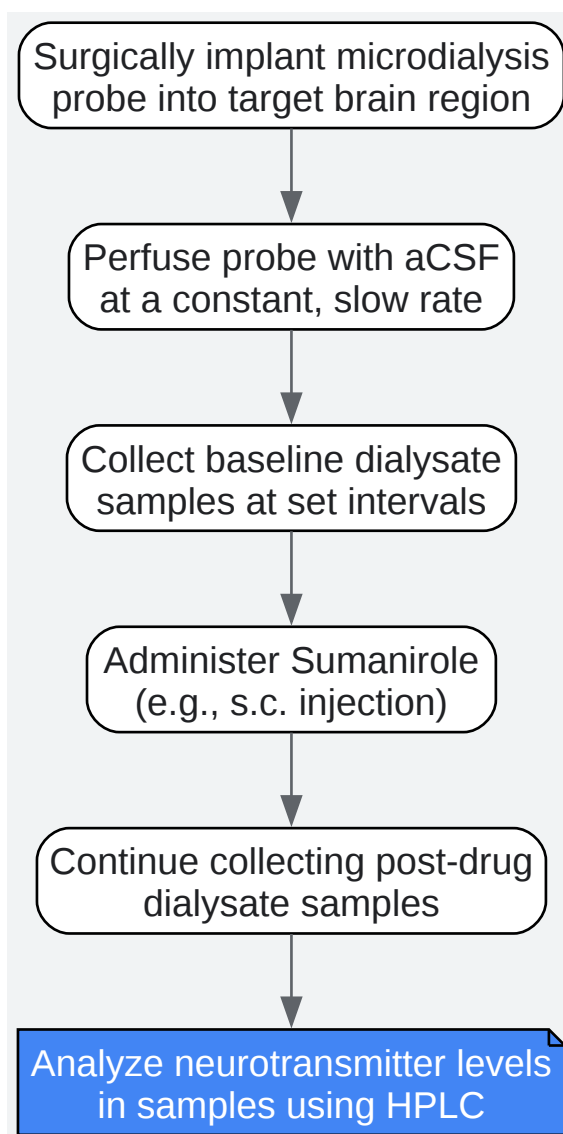 Surgically implant microdialysis
probe into target brain region
Perfuse probe with aCSF
at a constant, slow rate
Collect baseline dialysate
samples at set intervals
Administer Sumanirole
(e.g., s.c. injection)
Continue collecting post-drug
dialysate samples
Analyze neurotransmitter levels
in samples using HPLC